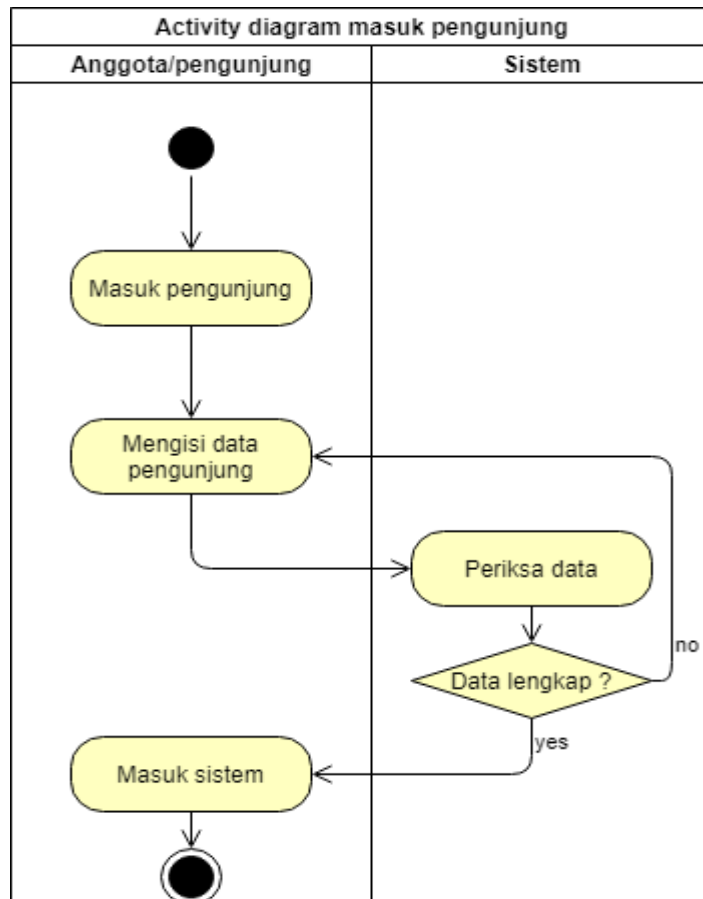 Activity diagram masuk pengunjung
Anggota/pengunjung
Sistem
Masuk pengunjung
Mengisi data
pengunjung
Periksa data
no
Data lengkap ?
yes
Masuk sistem